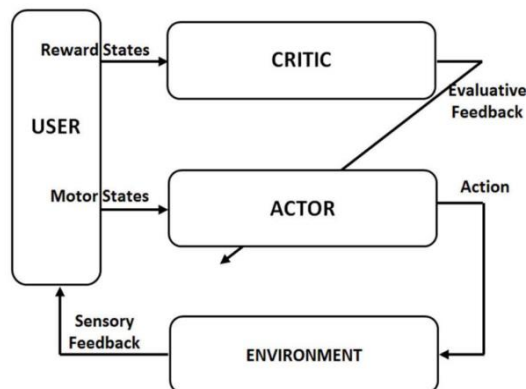 Reward States
CRITIC
Evaluative
Feedback
USER
Motor States
ACTOR
Action
Sensory
Feedback
ENVIRONMENT